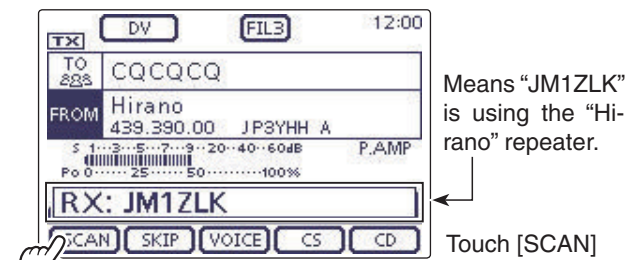 DV FIL3 12:00
TX
TO CQCQCQ
FROM Hirano
439.390.00 JP3YHH A
S 1···3···5···7···9··20··40··60dB P.AMP
Po 0······ 25 ······50··········100%
RX: JM1ZLK
SCAN SKIP VOICE CS CD
Means “JM1ZLK”
is using the “Hi-
rano” repeater.
Touch [SCAN]